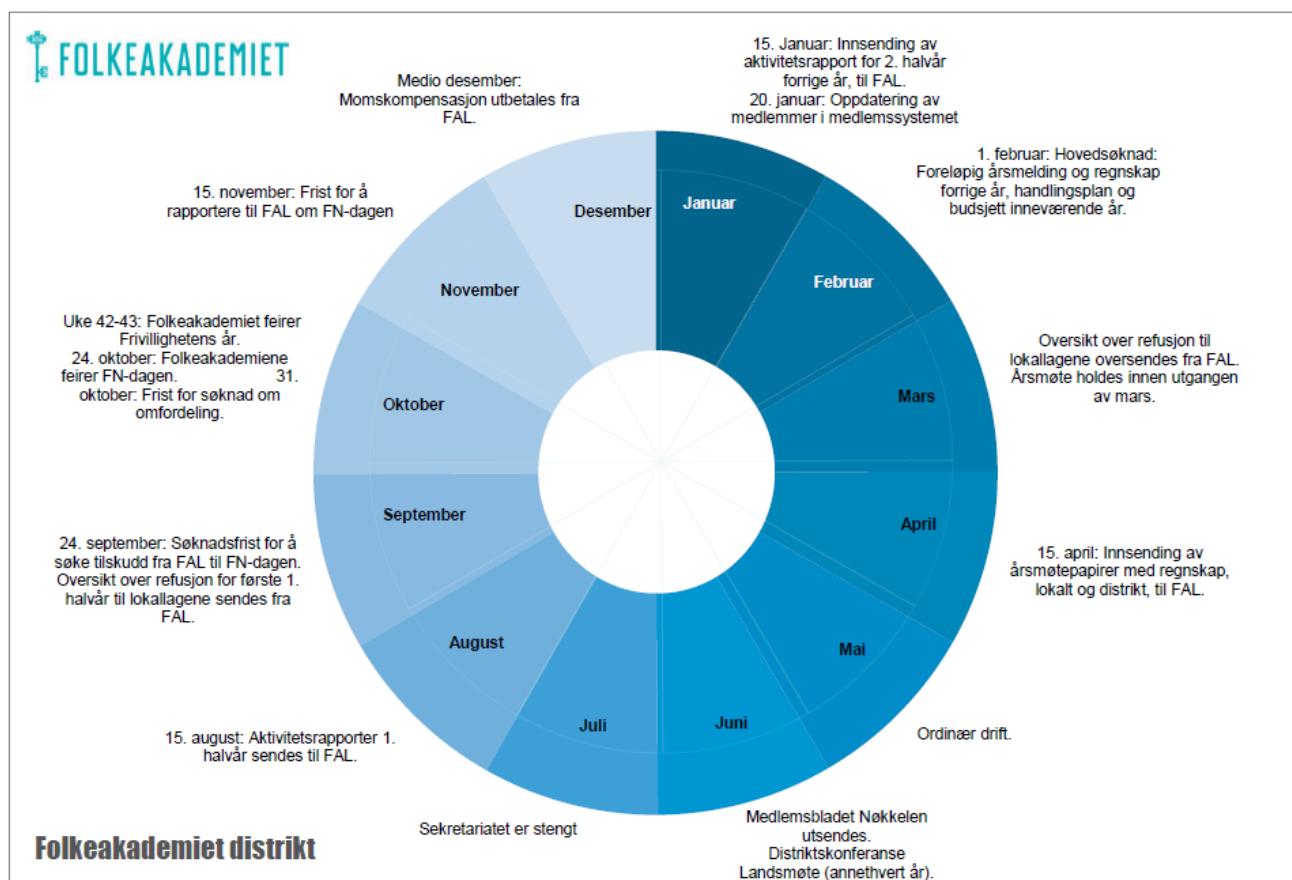 FOLKEAKADEMIET
15. Januar: Innsending av
aktivitetsrapport for 2. halvår
forrige år, til FAL.
20. januar: Oppdatering av
medlemmer i medlemssystemet
Medio desember:
Momskompensasjon utbetales fra
FAL.
1. februar: Hovedsøknad:
Foreløpig årsmelding og regnskap
forrige år, handlingsplan og
budsjett inneværende år.
15. november: Frist for å
rapportere til FAL om FN-dagen
Desember
Januar
November
Februar
Uke 42-43: Folkeakademiet feirer
Frivillighetens år.
24. oktober: Folkeakademiene
feirer FN-dagen. 31.
oktober: Frist for søknad om
omfordeling.
Oversikt over refusjon til
lokallagene oversendes fra FAL.
Årsmøte holdes innen utgangen
av mars.
Oktober
Mars
September
April
24. september: Søknadsfrist for å
søke tilskudd fra FAL til FN-dagen.
Oversikt over refusjon for første 1.
halvår til lokallagene sendes fra
FAL.
15. april: Innsending av
årsmøtepapirer med regnskap,
lokalt og distrikt, til FAL.
August
Mai
Juli
Juni
15. august: Aktivitetsrapporter 1.
halvår sendes til FAL.
Ordinær drift.
Sekretariatet er stengt
Medlemsbladet Nøkkelen
utsendes.
Distriktskonferanse
Landsmøte (annethvert år).
Folkeakademiet distrikt